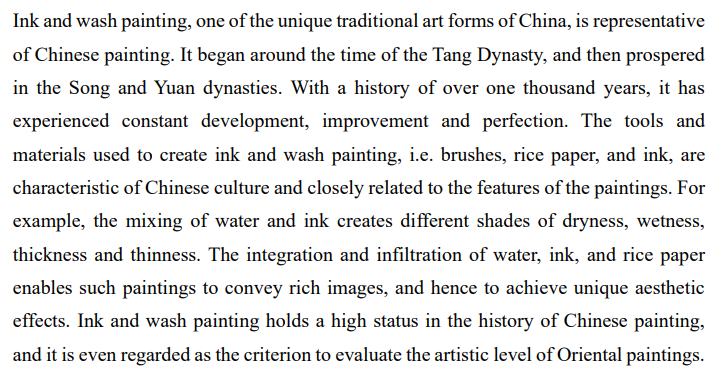 Ink and wash painting, one of the unique traditional art forms of China, is representative
of Chinese painting. It began around the time of the Tang Dynasty, and then prospered
in the Song and Yuan dynasties. With a history of over one thousand years, it has
experienced constant development, improvement and perfection. The tools and
materials used to create ink and wash painting, i.e. brushes, rice paper, and ink, are
characteristic of Chinese culture and closely related to the features of the paintings. For
example, the mixing of water and ink creates different shades of dryness, wetness,
thickness and thinness. The integration and infiltration of water, ink, and rice paper
enables such paintings to convey rich images, and hence to achieve unique aesthetic
effects. Ink and wash painting holds a high status in the history of Chinese painting,
and it is even regarded as the criterion to evaluate the artistic level of Oriental paintings.